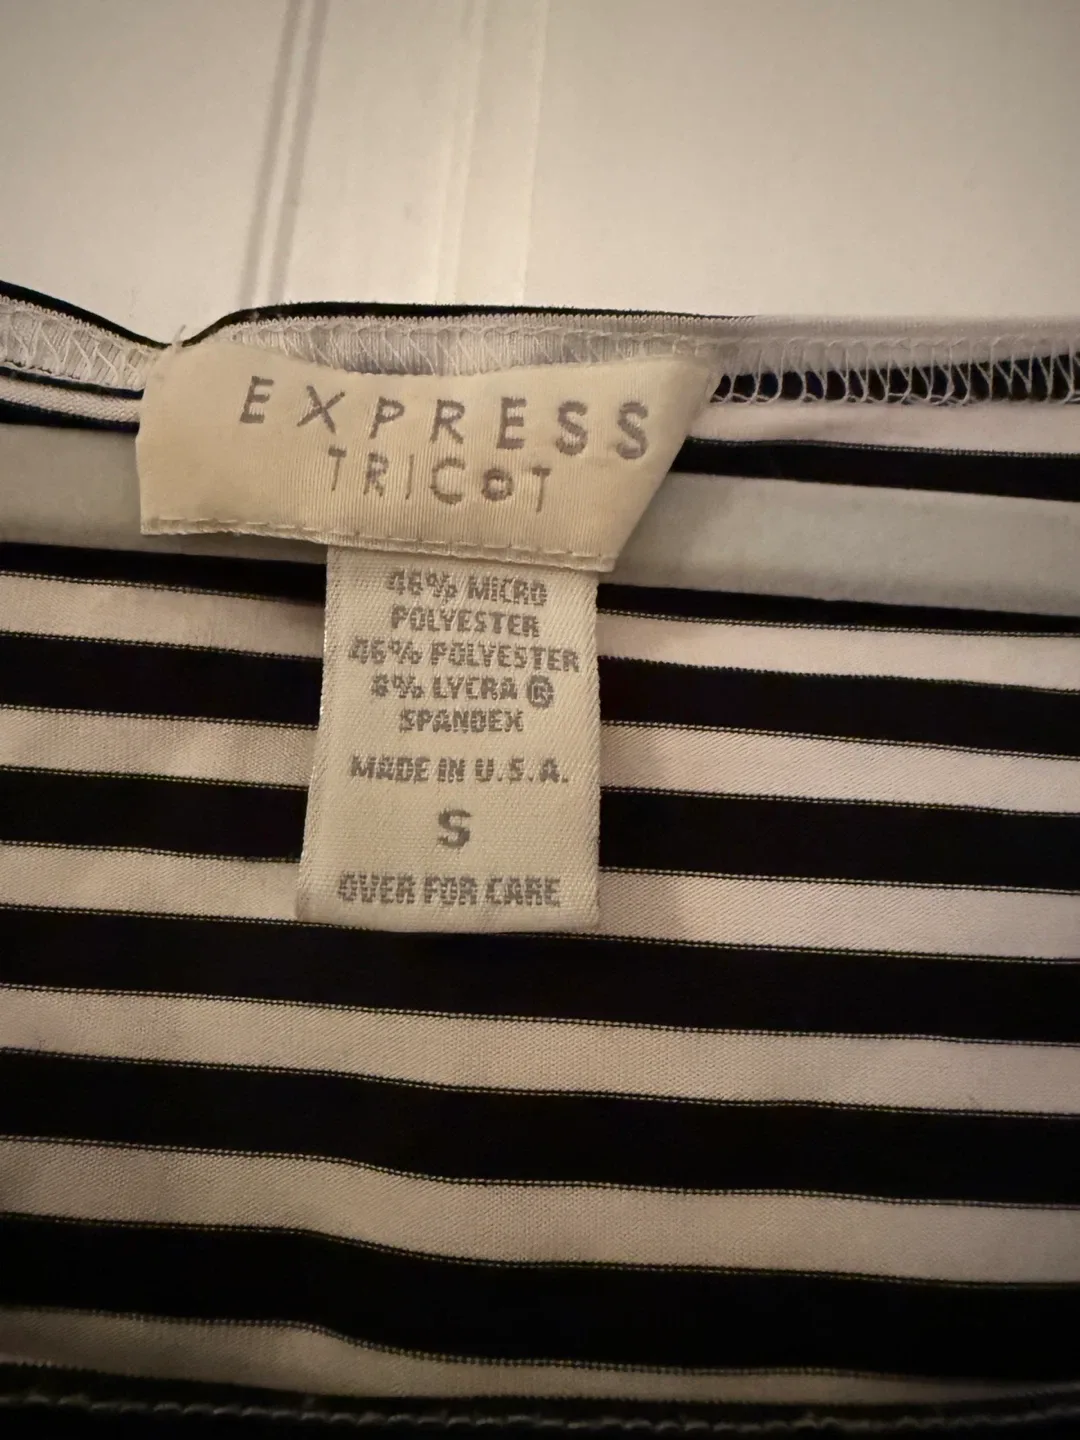 EXPRESS
TRICOT
46% MICRO
POLYESTER
46% POLYESTER
8% LYCRA ®
SPANDEX
MADE IN U.S.A.
S
OVER FOR CARE